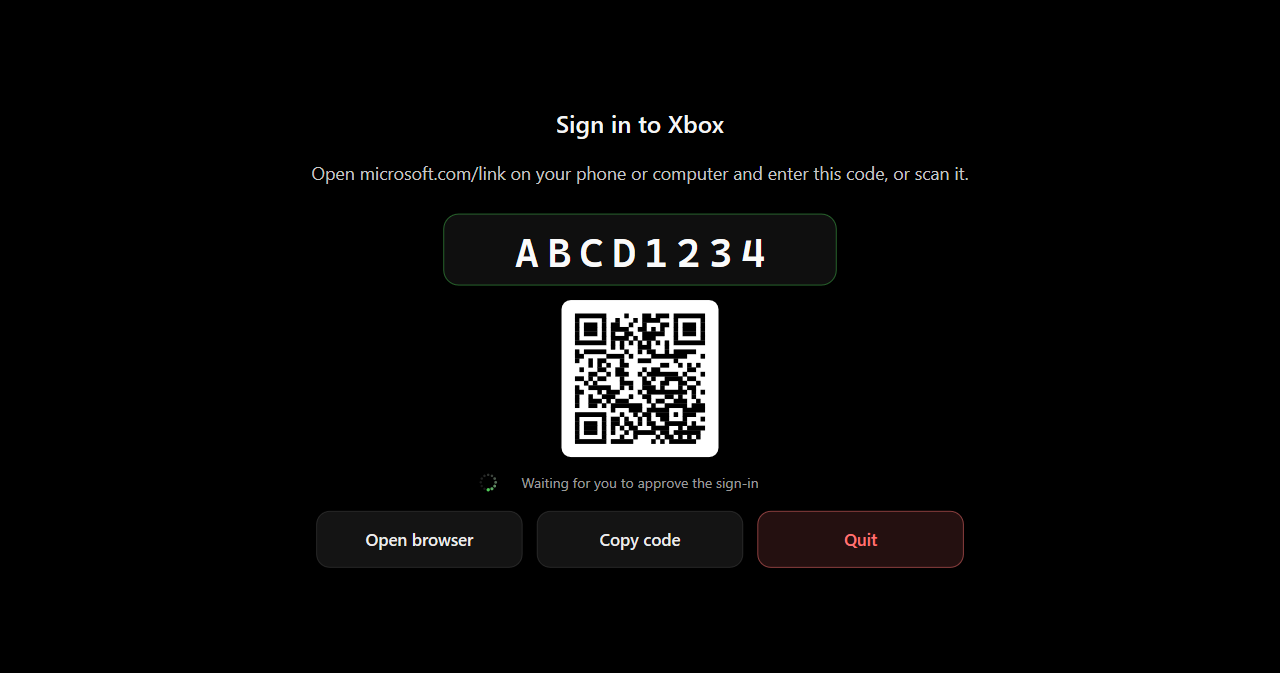 Sign in to Xbox
Open microsoft.com/link on your phone or computer and enter this code, or scan it.
ABCD1234
Waiting for you to approve the sign-in
Open browser
Copy code
Quit